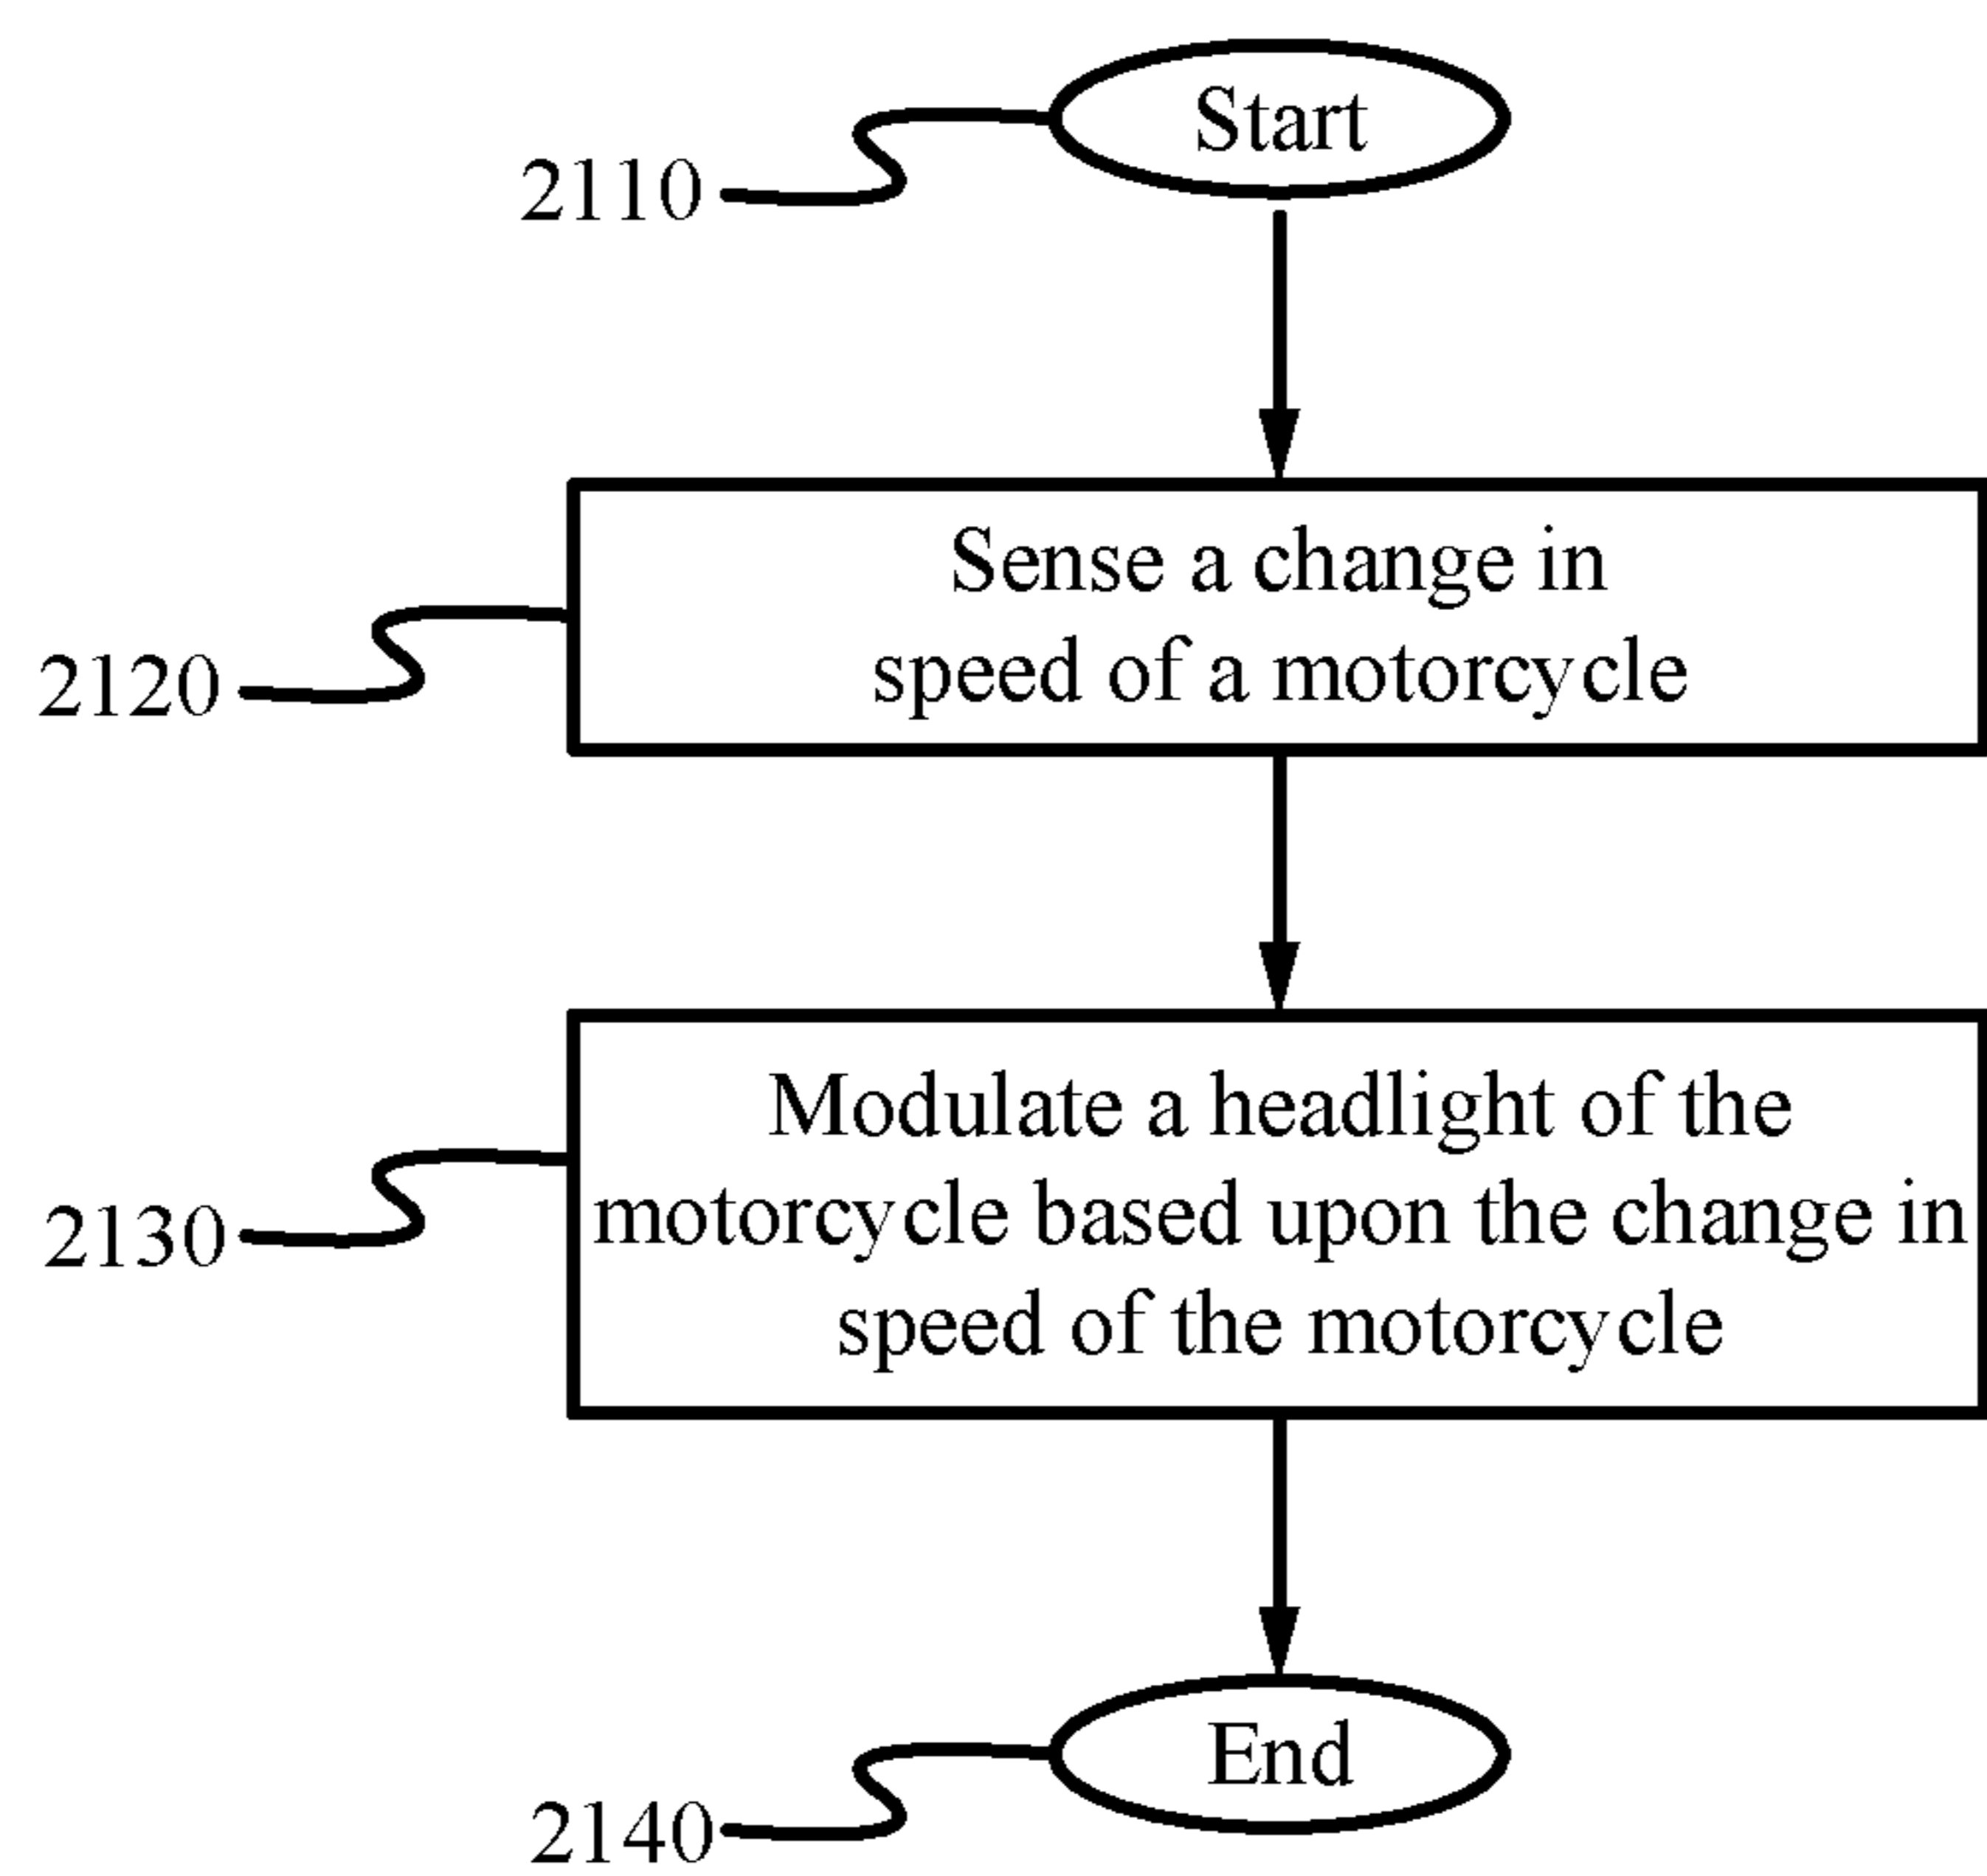 Start
2110
Sense a change in
speed of a motorcycle
2120
Modulate a headlight of the
motorcycle based upon the change in
speed of the motorcycle
2130
End
2140